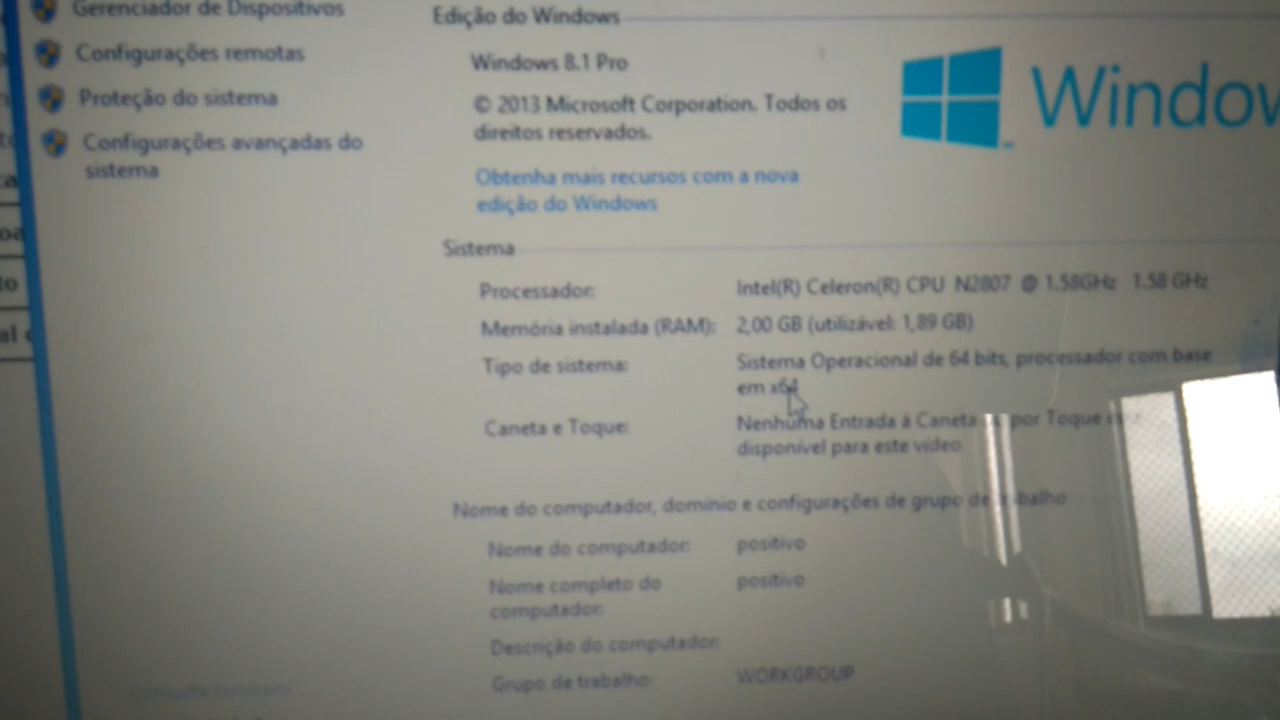 Gerenciador de Dispositivos
Configurações remotas
Proteção do sistema
Configurações avançadas do
sistema
Edição do Windows
Windows 8.1 Pro
© 2013 Microsoft Corporation. Todos os
direitos reservados.
Obtenha mais recursos com a nova
edição do Windows
Window
Sistema
Processador: Intel(R) Celeron(R) CPU N2807 @ 1.58GHz 1.58 GHz
Memória instalada (RAM): 2,00 GB (utilizável: 1,89 GB)
Tipo de sistema: Sistema Operacional de 64 bits, processador com base
em x64
Caneta e Toque: Nenhuma Entrada à Caneta por Toque
disponível para este vídeo
Nome do computador, domínio e configurações de grupo de
Nome do computador: positivo
Nome completo do positivo
computador:
Descrição do computador:
Grupo de trabalho: WORKGROUP
Consulte também